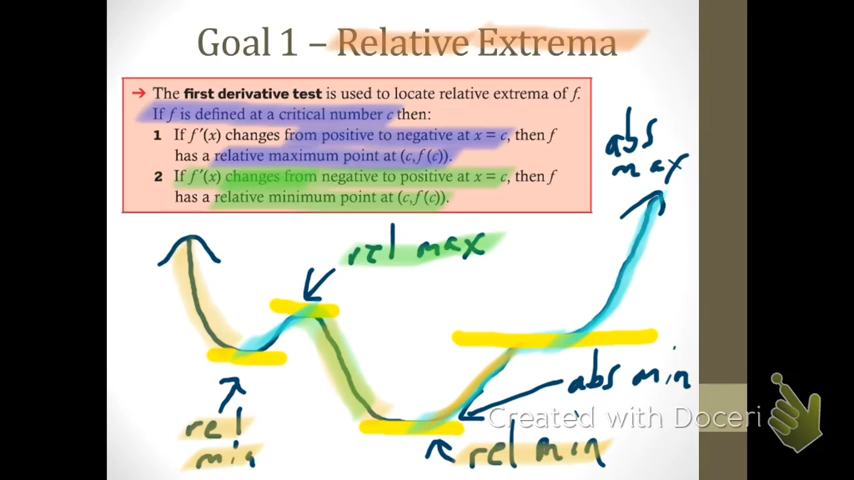 Goal 1 – Relative Extrema
→ The first derivative test is used to locate relative extrema of f.
If f is defined at a critical number c then:
1 If f′(x) changes from positive to negative at x = c, then f
has a relative maximum point at (c, f(c)).
2 If f′(x) changes from negative to positive at x = c, then f
has a relative minimum point at (c, f(c)).
abs
max
rel max
abs min
rel
min
rel min
Created with Doceri